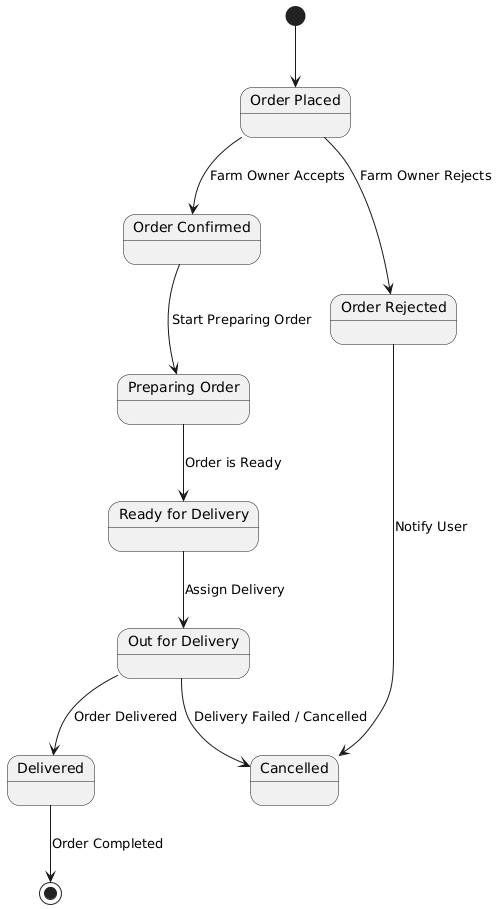 Order Placed
Farm Owner Accepts
Farm Owner Rejects
Order Confirmed
Order Rejected
Start Preparing Order
Preparing Order
Order is Ready
Ready for Delivery
Notify User
Assign Delivery
Out for Delivery
Order Delivered
Delivery Failed / Cancelled
Delivered
Cancelled
Order Completed